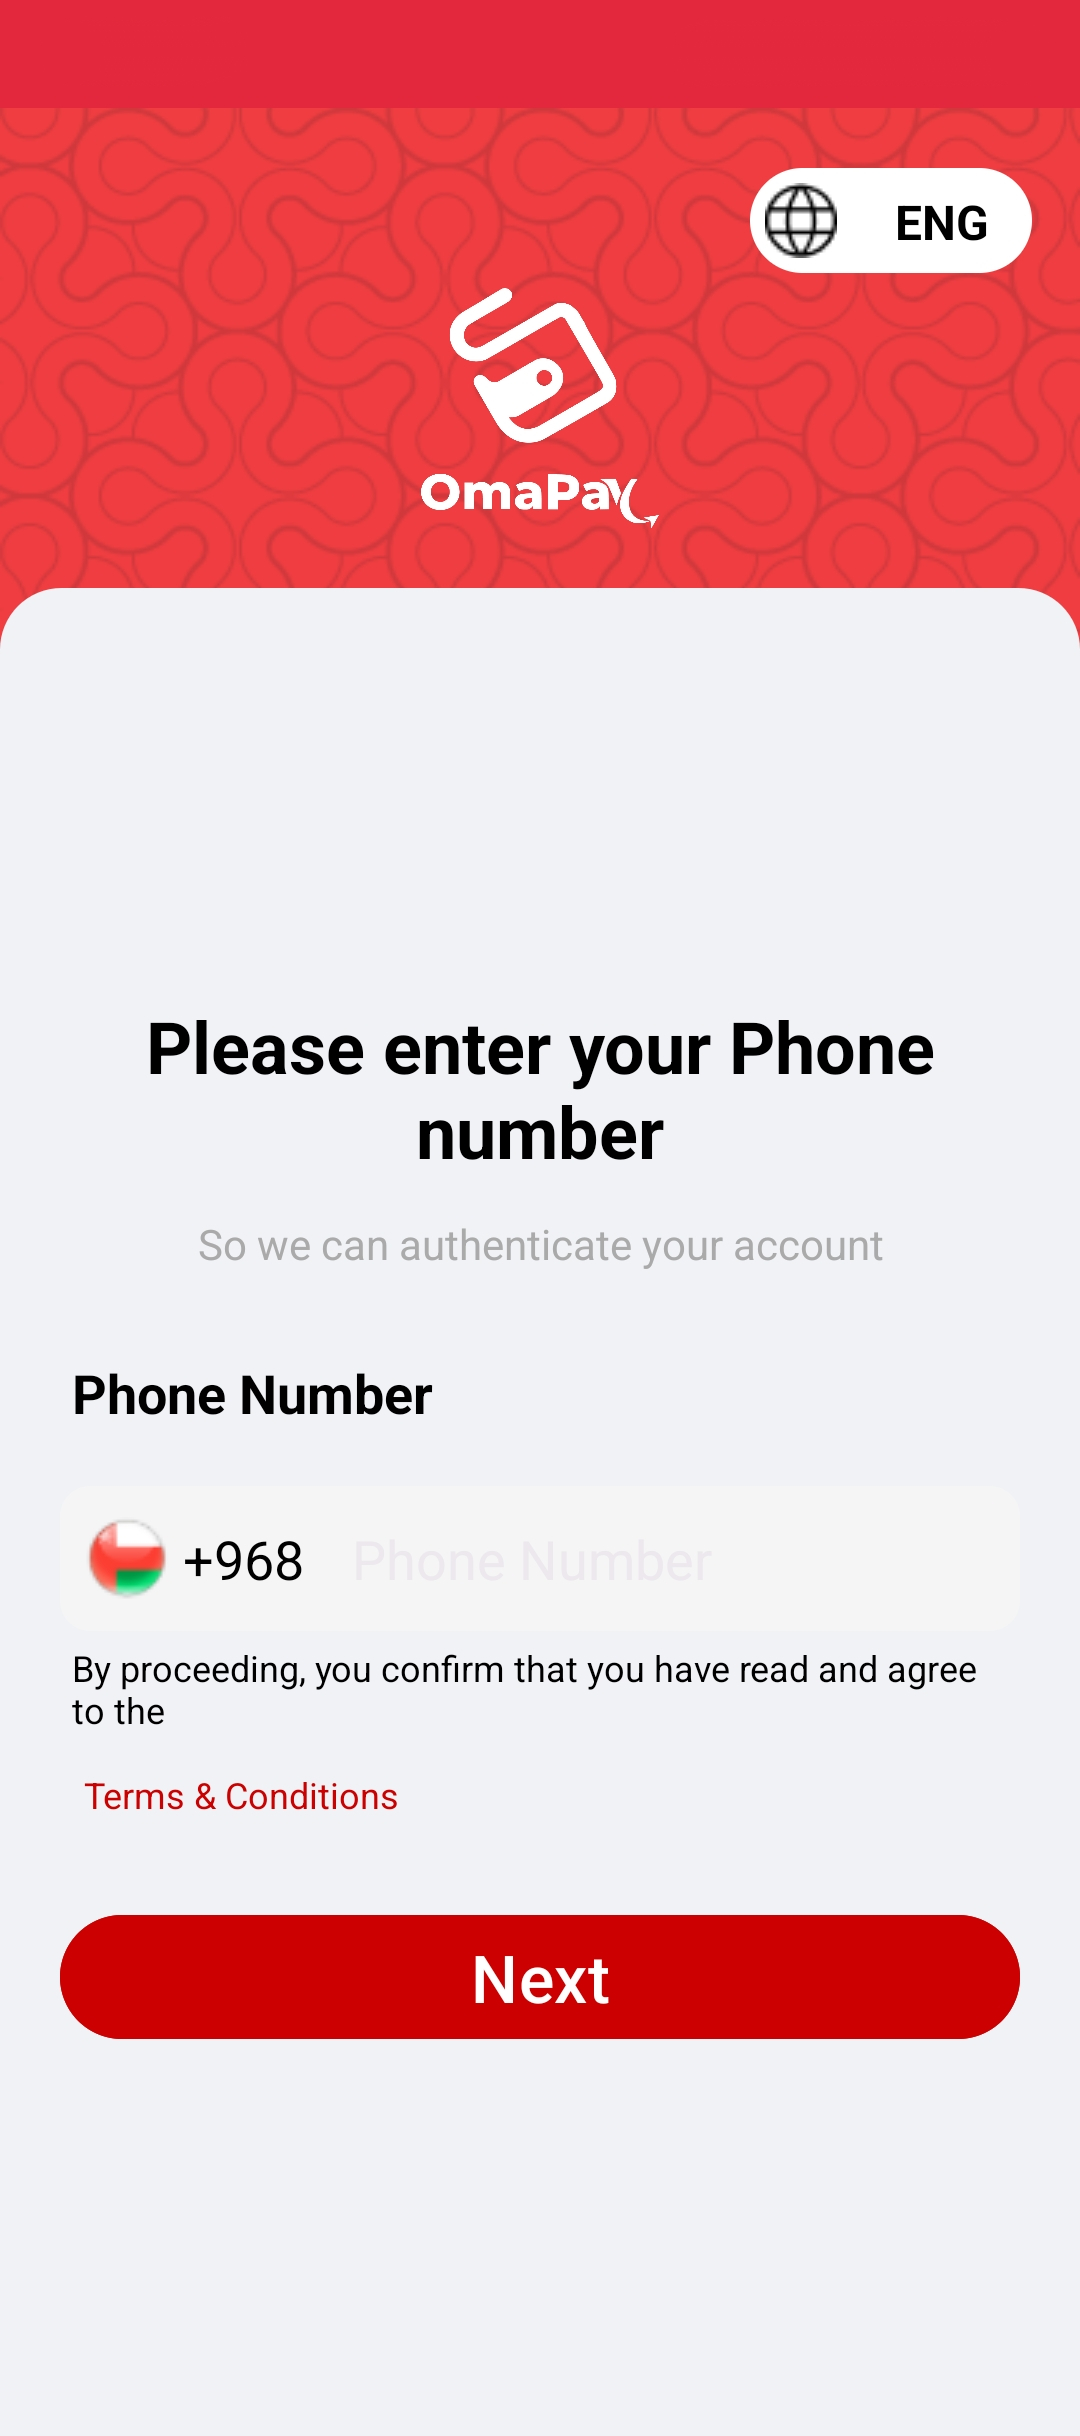 ENG
OmaPay
Please enter your Phone
number
So we can authenticate your account
Phone Number
+968 Phone Number
By proceeding, you confirm that you have read and agree
to the
Terms & Conditions
Next